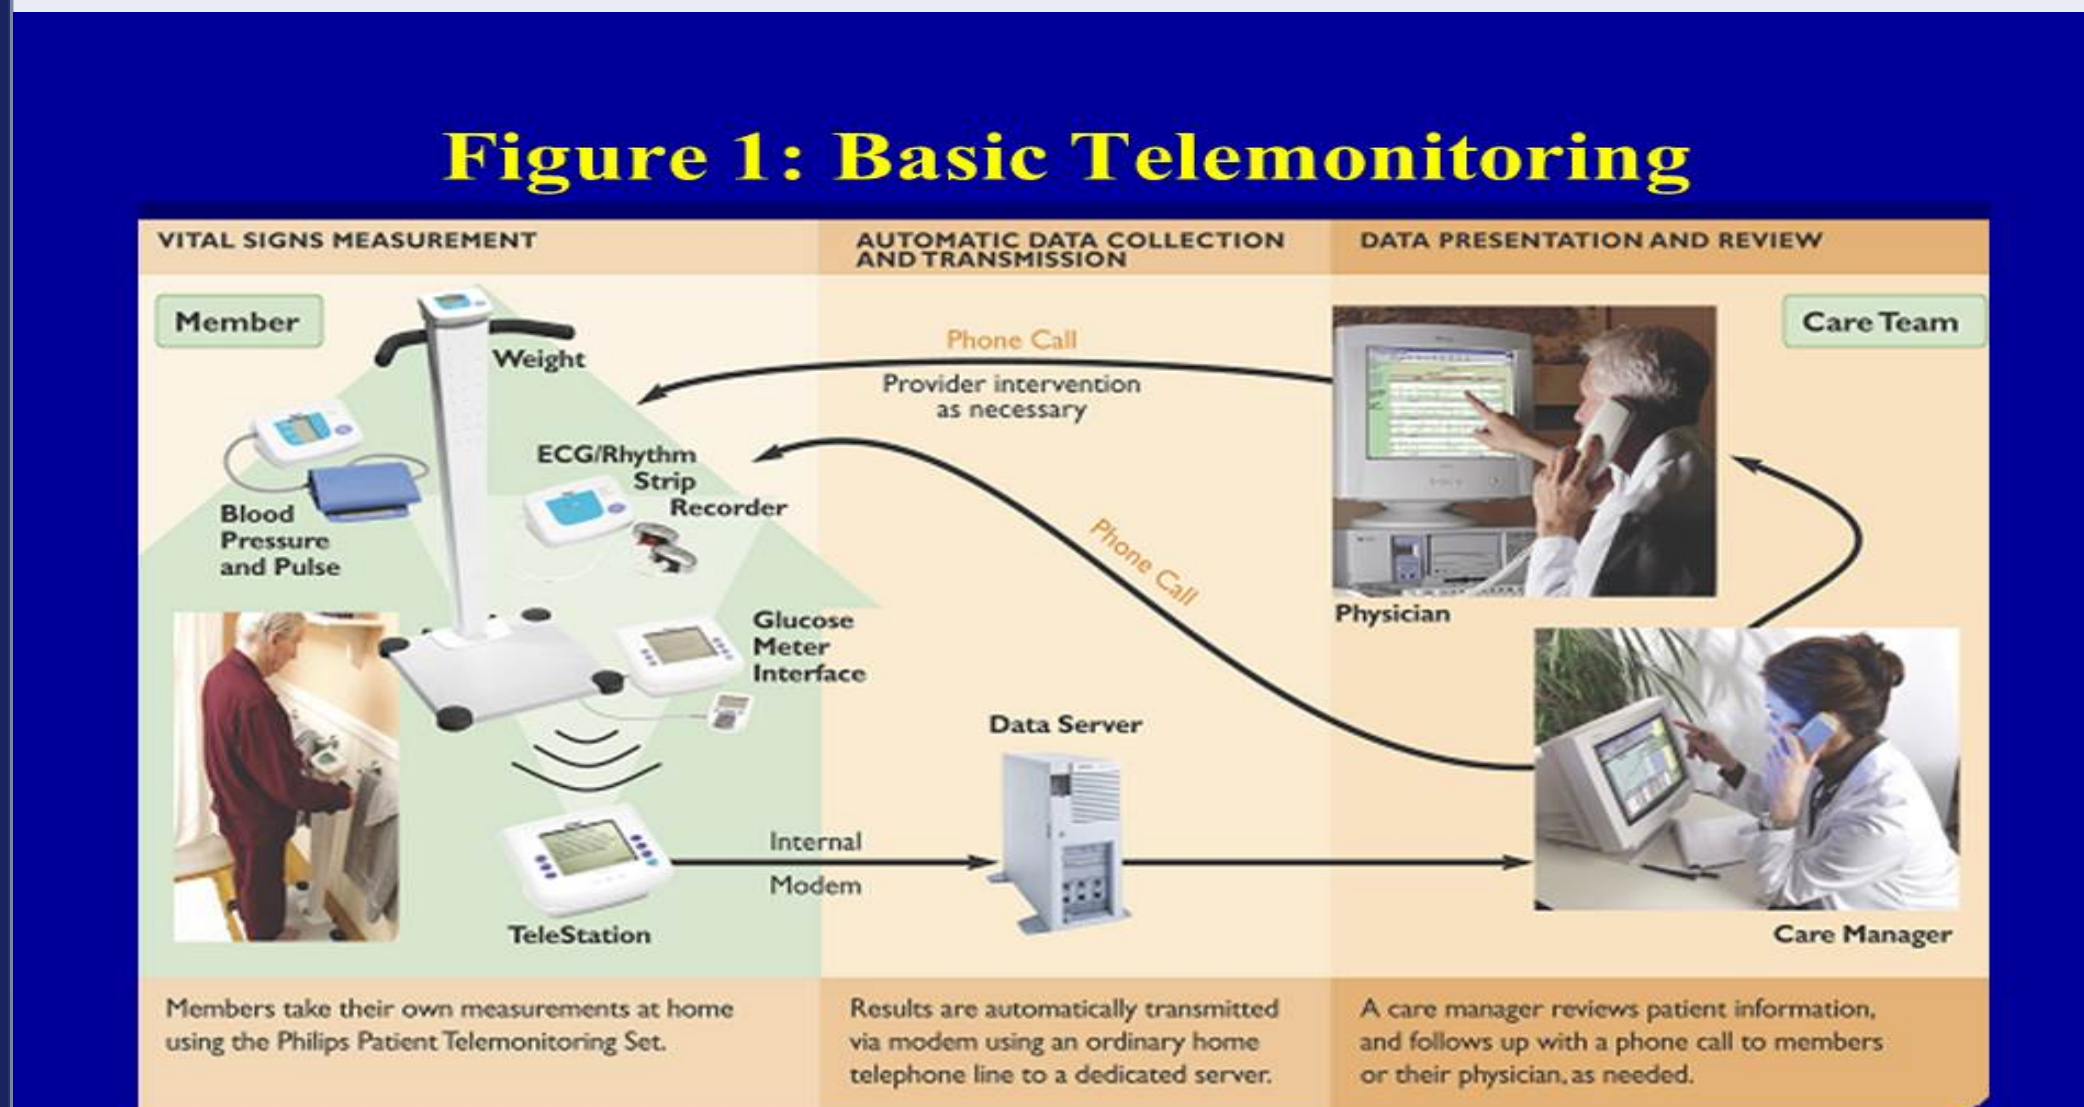 Figure 1: Basic Telemonitoring
VITAL SIGNS MEASUREMENT
AUTOMATIC DATA COLLECTION
AND TRANSMISSION
DATA PRESENTATION AND REVIEW
Member
Care Team
Weight
Phone Call
Provider intervention
as necessary
ECG/Rhythm
Strip
Recorder
Blood
Pressure
and Pulse
Phone Call
Physician
Glucose
Meter
Interface
Data Server
Internal
Modem
TeleStation
Care Manager
Members take their own measurements at home
using the Philips Patient Telemonitoring Set.
Results are automatically transmitted
via modem using an ordinary home
telephone line to a dedicated server.
A care manager reviews patient information,
and follows up with a phone call to members
or their physician, as needed.